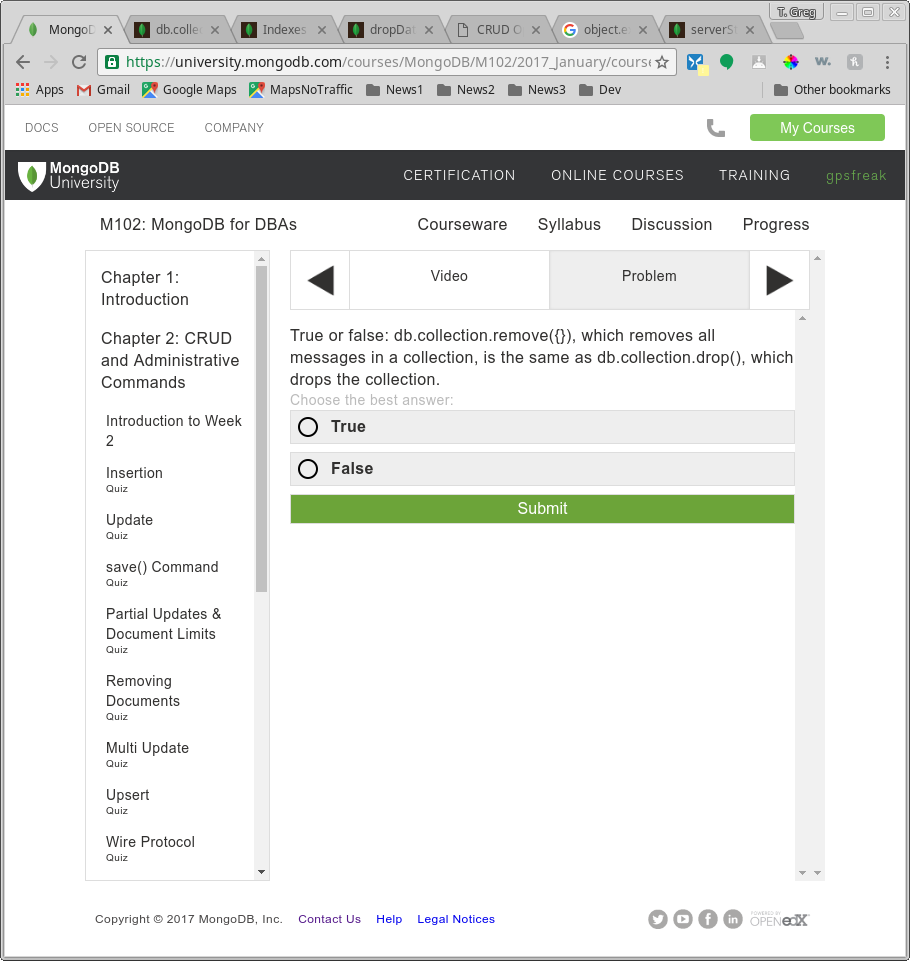 T. Greg
MongoD
db.collec
Indexes
dropDat
CRUD O
object.e
serverSt
https://university.mongodb.com/courses/MongoDB/M102/2017_January/course
Apps Gmail Google Maps MapsNoTraffic News1 News2 News3 Dev Other bookmarks
DOCS OPEN SOURCE COMPANY My Courses
MongoDB
University
CERTIFICATION ONLINE COURSES TRAINING gpsfreak
M102: MongoDB for DBAs Courseware Syllabus Discussion Progress
Chapter 1:
Introduction
Chapter 2: CRUD
and Administrative
Commands
Introduction to Week
2
Insertion
Quiz
Update
Quiz
save() Command
Quiz
Partial Updates &
Document Limits
Quiz
Removing
Documents
Quiz
Multi Update
Quiz
Upsert
Quiz
Wire Protocol
Quiz
Video Problem
True or false: db.collection.remove({}), which removes all
messages in a collection, is the same as db.collection.drop(), which
drops the collection.
Choose the best answer:
True
False
Submit
Copyright © 2017 MongoDB, Inc. Contact Us Help Legal Notices
POWERED BY
OPEN edX